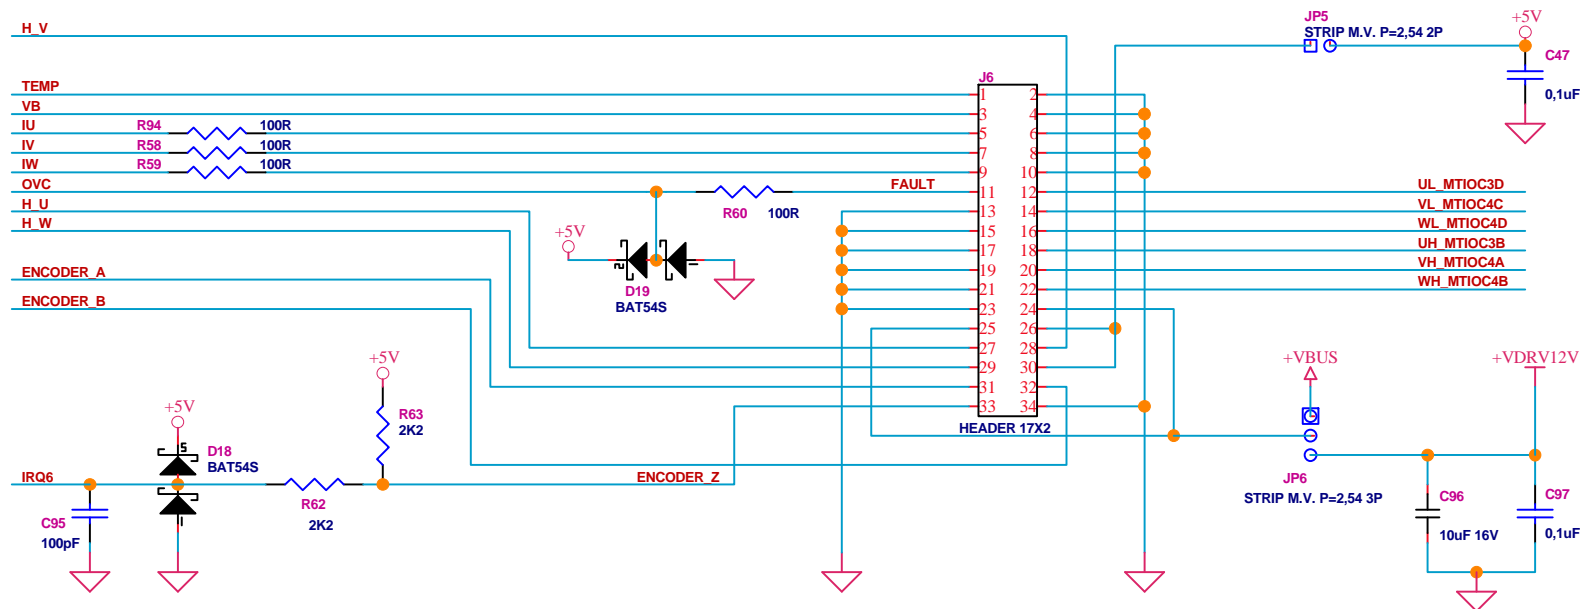 H_V
JP5
STRIP M.V. P=2,54 2P
+5V
C47
0,1uF
J6
TEMP
1 2
VB
3 4
IU
R94 100R
5 6
IV
R58 100R
7 8
IW
R59 100R
9 10
OVC
FAULT
11 12
UL_MTIOC3D
R60 100R
H_U
13 14
VL_MTIOC4C
H_W
15 16
WL_MTIOC4D
+5V
17 18
UH_MTIOC3B
19 20
VH_MTIOC4A
ENCODER_A
21 22
WH_MTIOC4B
2 1
D19
BAT54S
ENCODER_B
23 24
25 26
27 28
29 30
31 32
33 34
HEADER 17X2
+5V
+VBUS
+VDRV12V
+5V
R63
2K2
S
D18
BAT54S
IRQ6
ENCODER_Z
R62
2K2
C95
100pF
JP6
STRIP M.V. P=2,54 3P
C96
10uF 16V
C97
0,1uF